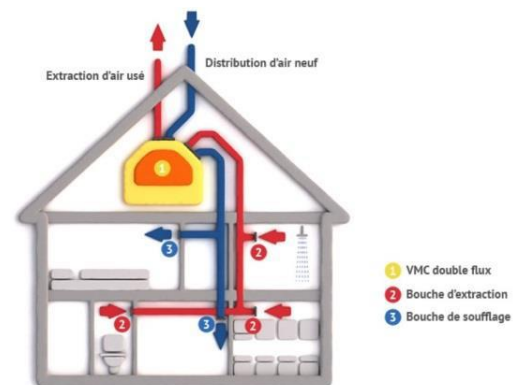 Extraction d'air usé
Distribution d'air neuf
1
3
2
2
3
2
1 VMC double flux
2 Bouche d'extraction
3 Bouche de soufflage